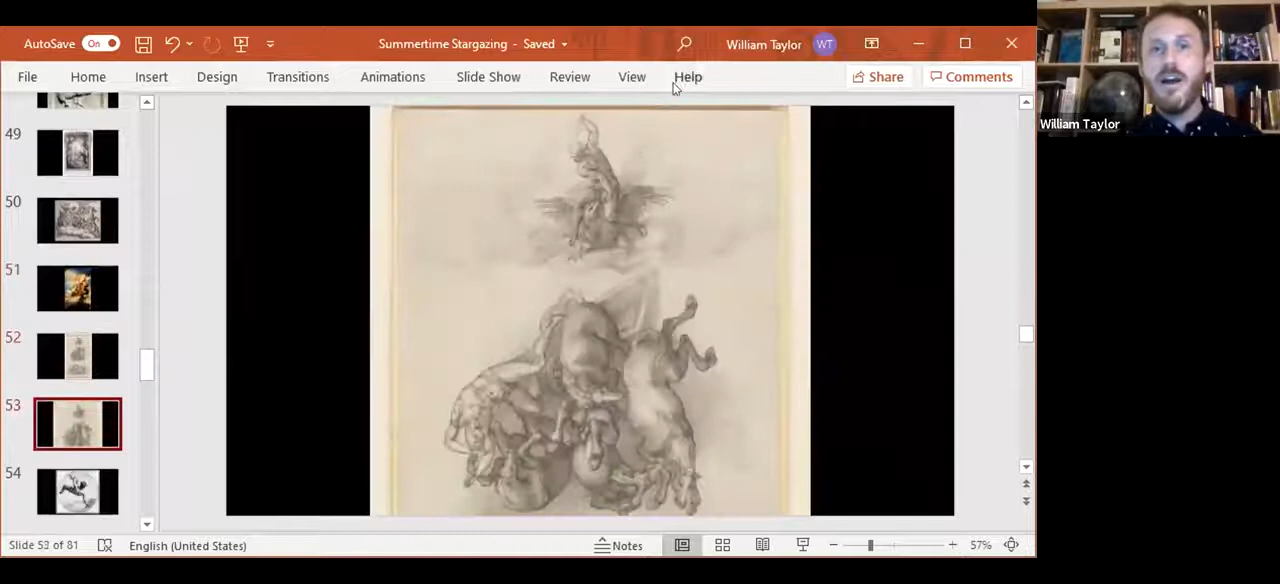 AutoSave On Summertime Stargazing - Saved William Taylor WT
File Home Insert Design Transitions Animations Slide Show Review View Help Share Comments
William Taylor
49
50
51
52
53
54
Slide 53 of 81 English (United States) Notes 57%